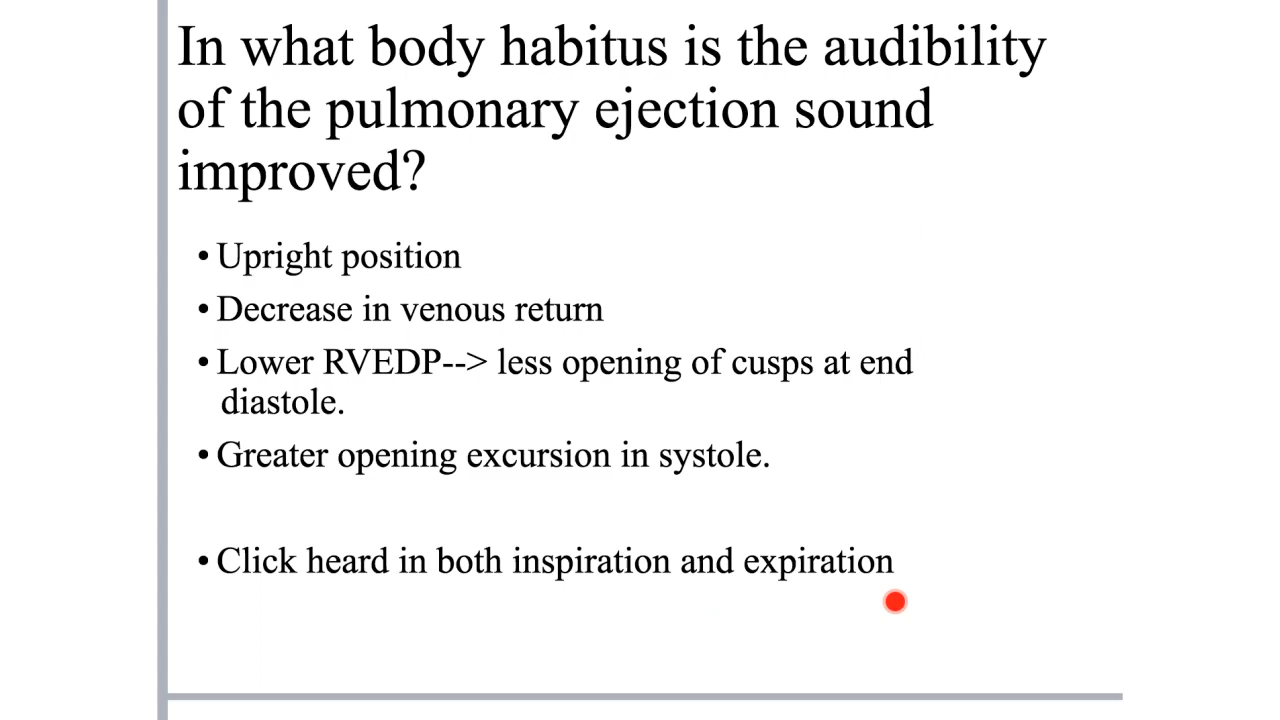 In what body habitus is the audibility
of the pulmonary ejection sound
improved?
• Upright position
• Decrease in venous return
• Lower RVEDP--> less opening of cusps at end
diastole.
• Greater opening excursion in systole.
• Click heard in both inspiration and expiration